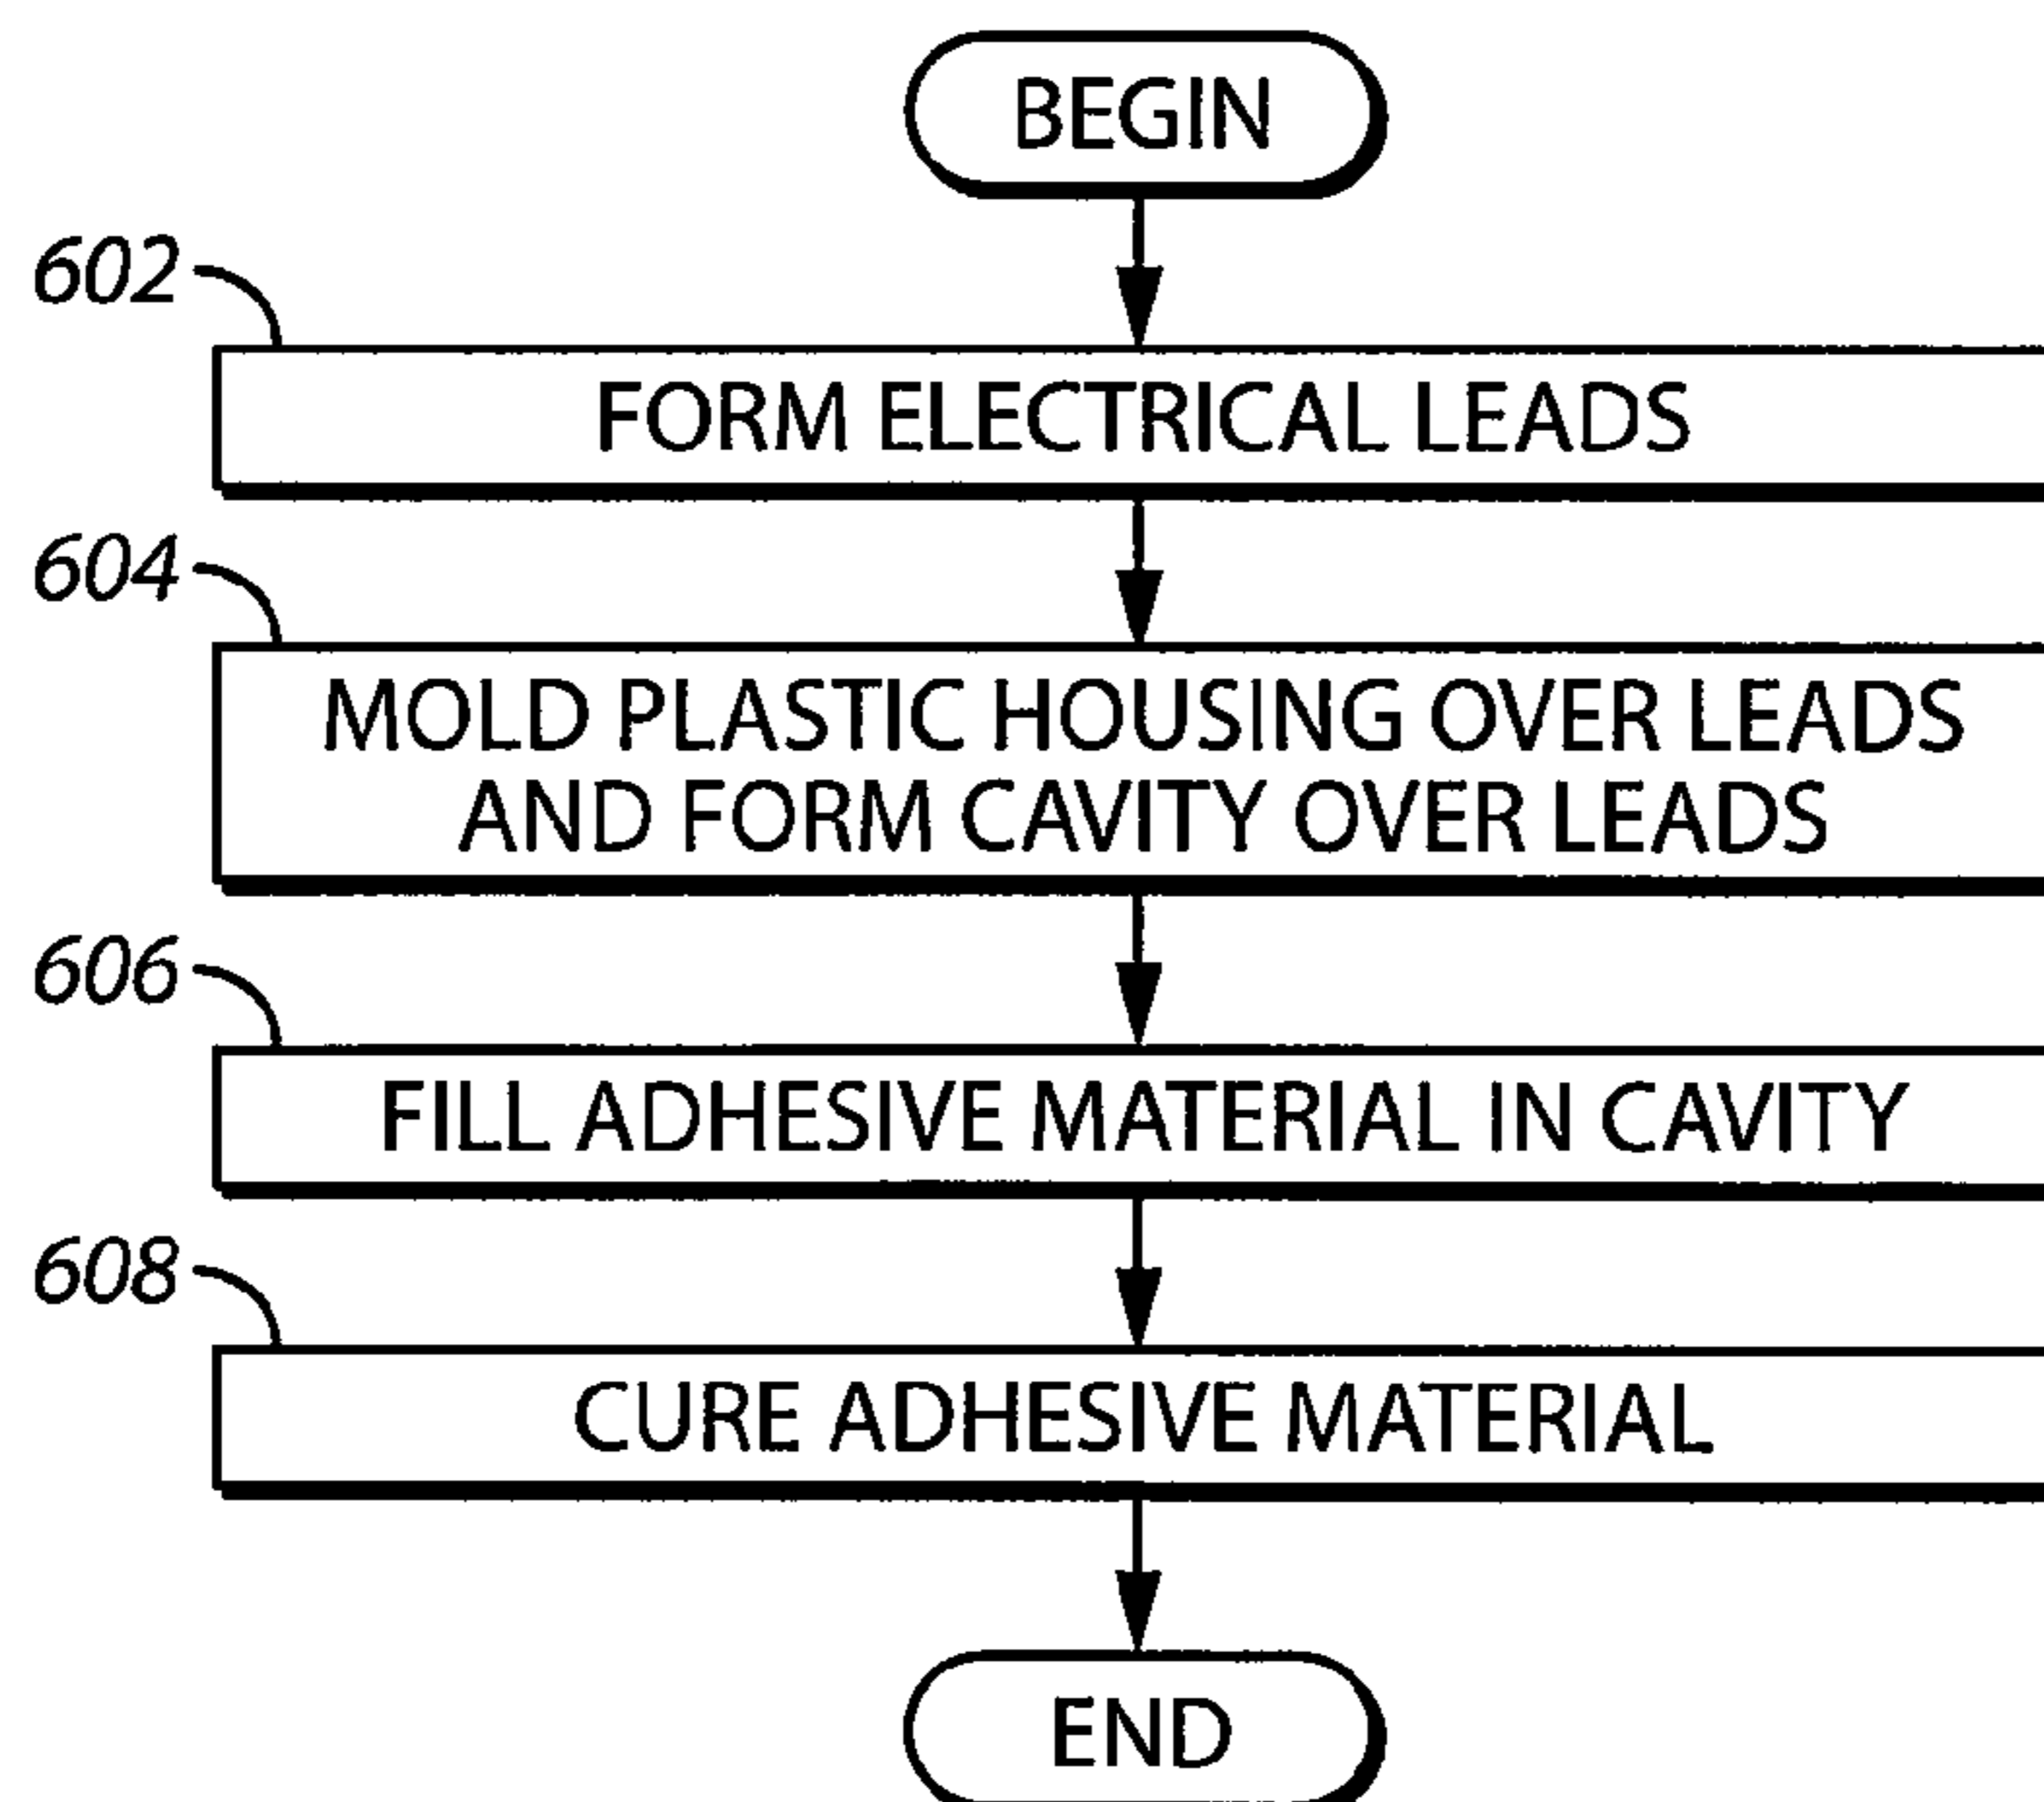 BEGIN
602
FORM ELECTRICAL LEADS
604
MOLD PLASTIC HOUSING OVER LEADS
AND FORM CAVITY OVER LEADS
606
FILL ADHESIVE MATERIAL IN CAVITY
608
CURE ADHESIVE MATERIAL
END